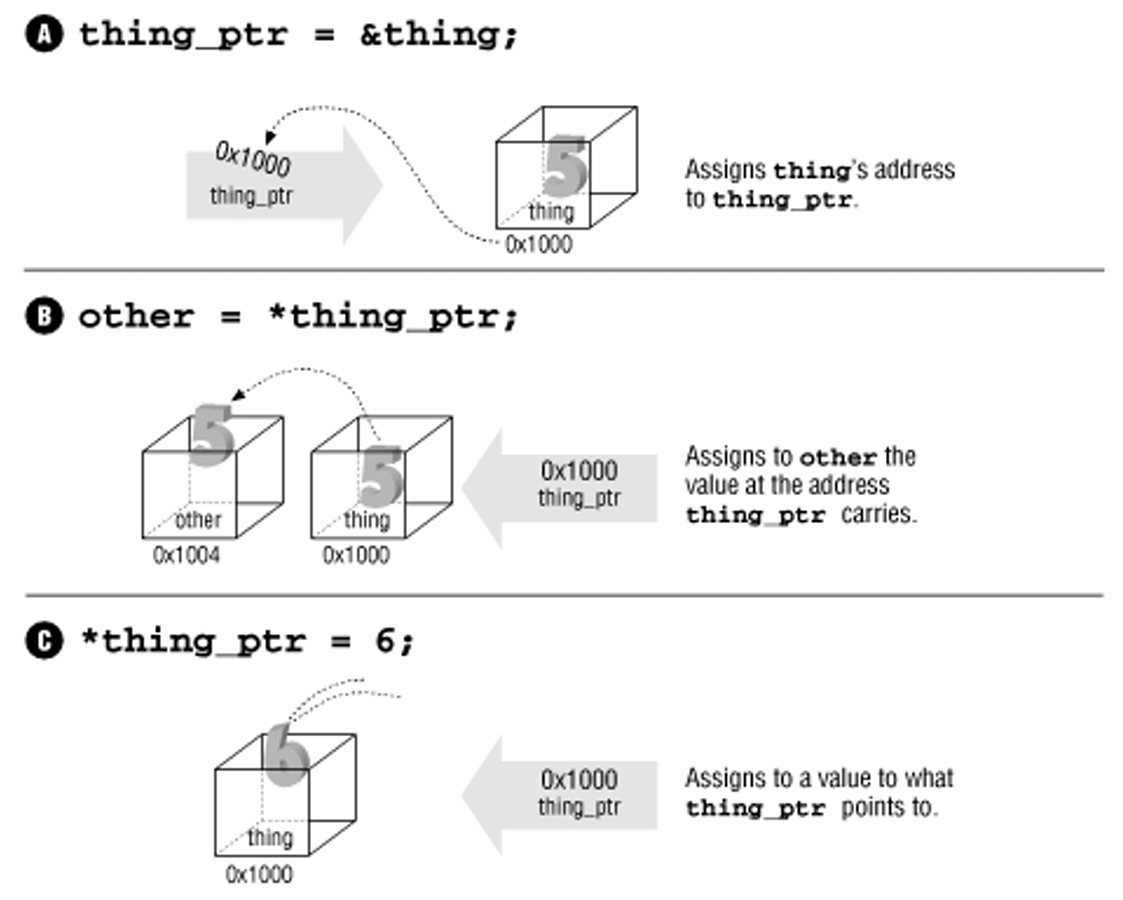 A thing_ptr = &thing;
0x1000
thing_ptr
5
thing
0x1000
Assigns thing's address
to thing_ptr.
B other = *thing_ptr;
5
other
0x1004
5
thing
0x1000
0x1000
thing_ptr
Assigns to other the
value at the address
thing_ptr carries.
C *thing_ptr = 6;
6
thing
0x1000
0x1000
thing_ptr
Assigns to a value to what
thing_ptr points to.